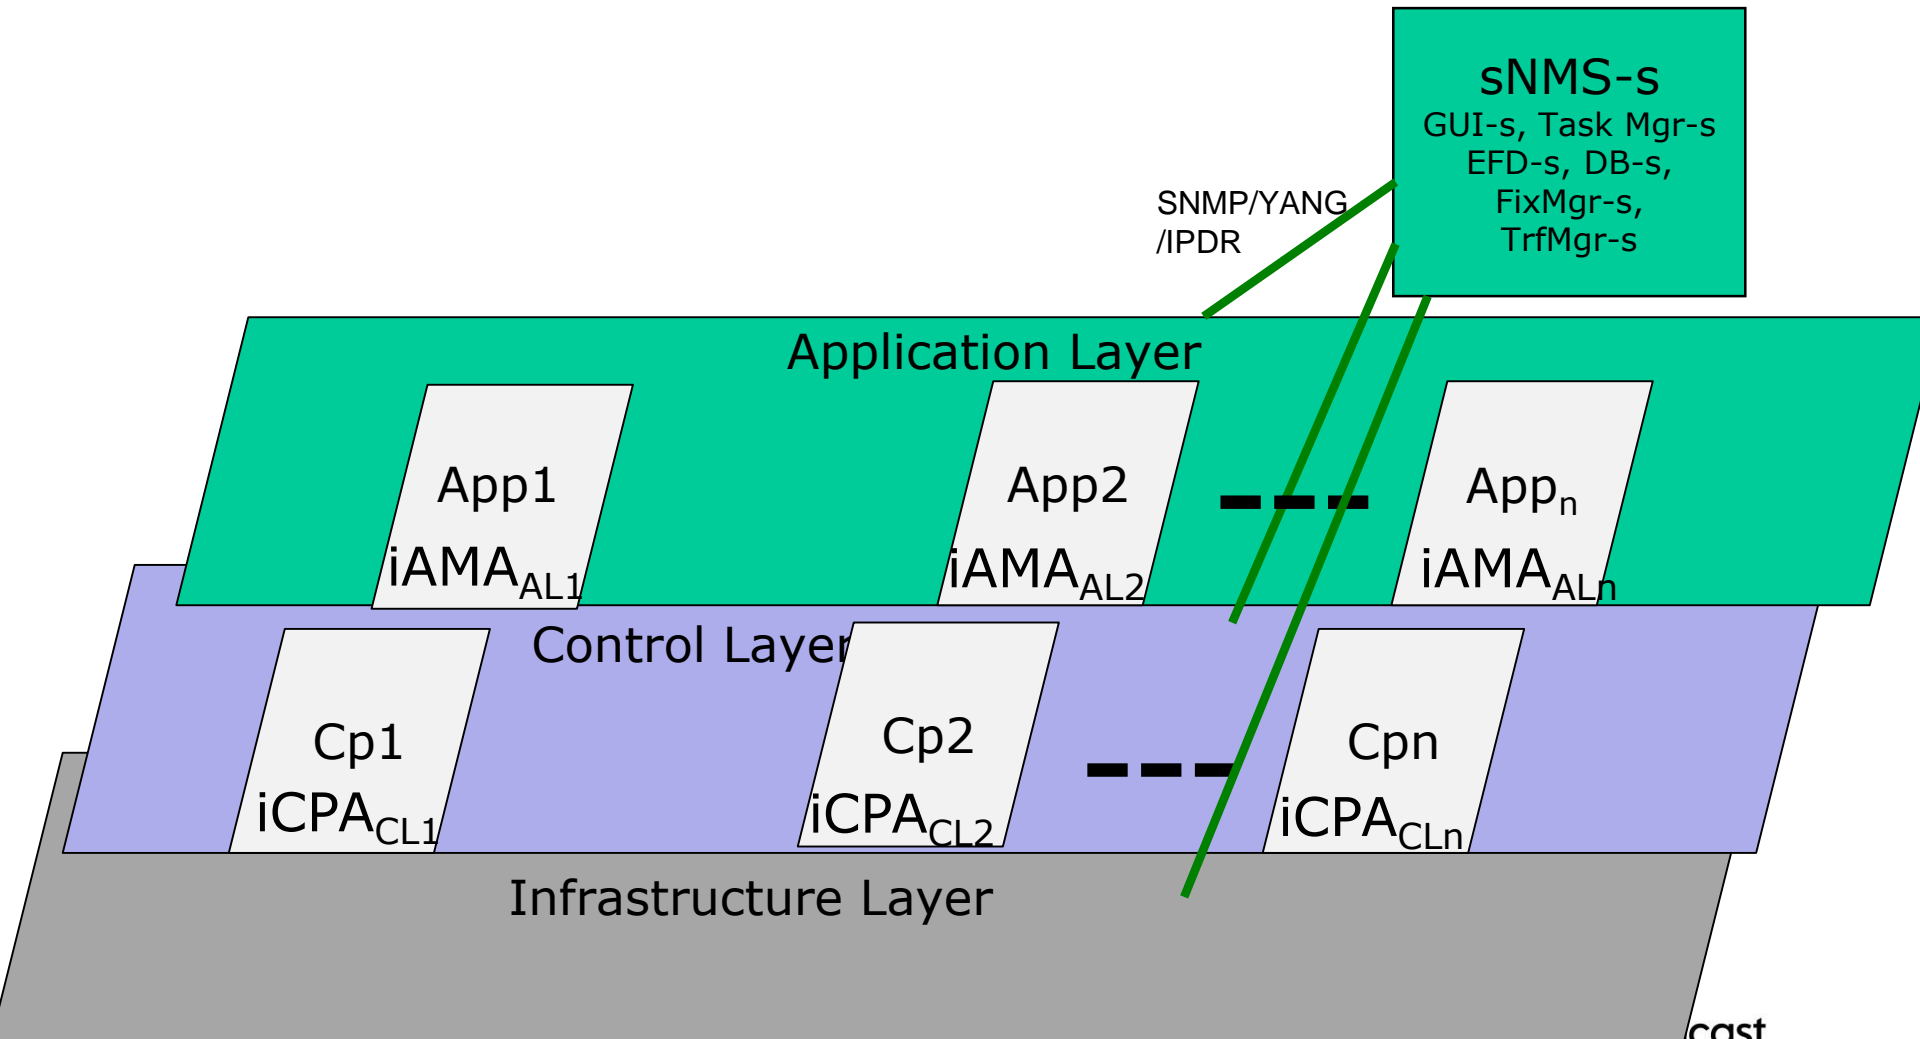 sNMS-s
GUI-s, Task Mgr-s
EFD-s, DB-s,
FixMgr-s,
TrfMgr-s
SNMP/YANG
/IPDR
Application Layer
App1
iAMAAL1
App2
iAMAAL2
Appn
iAMAALn
Control Layer
Cp1
iCPACL1
Cp2
iCPACL2
Cpn
iCPACLn
Infrastructure Layer
cast